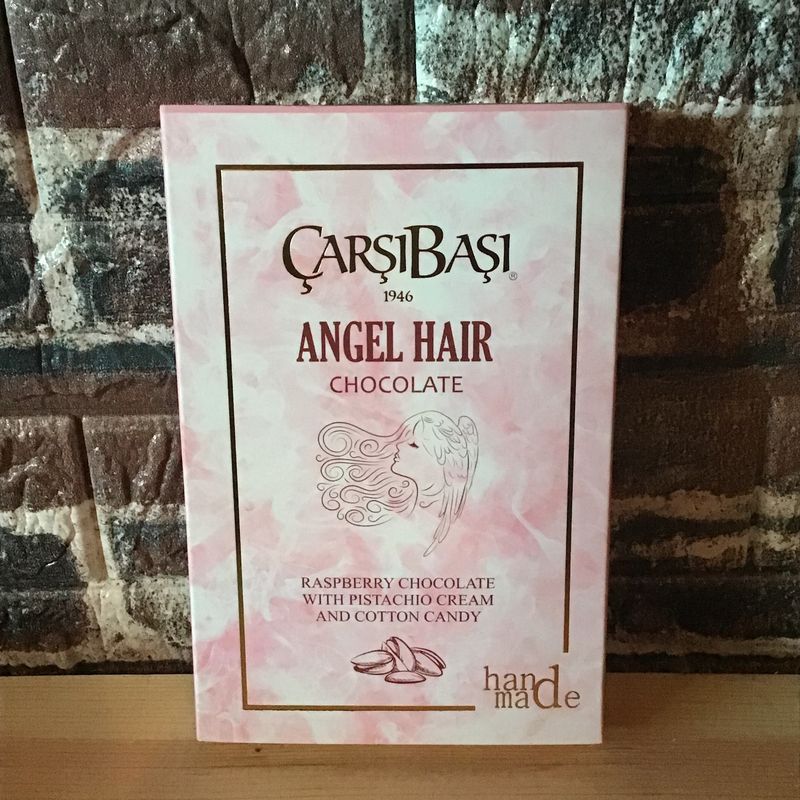 ÇARŞIBAŞI®
1946
ANGEL HAIR
CHOCOLATE
RASPBERRY CHOCOLATE
WITH PISTACHIO CREAM
AND COTTON CANDY
hand
made